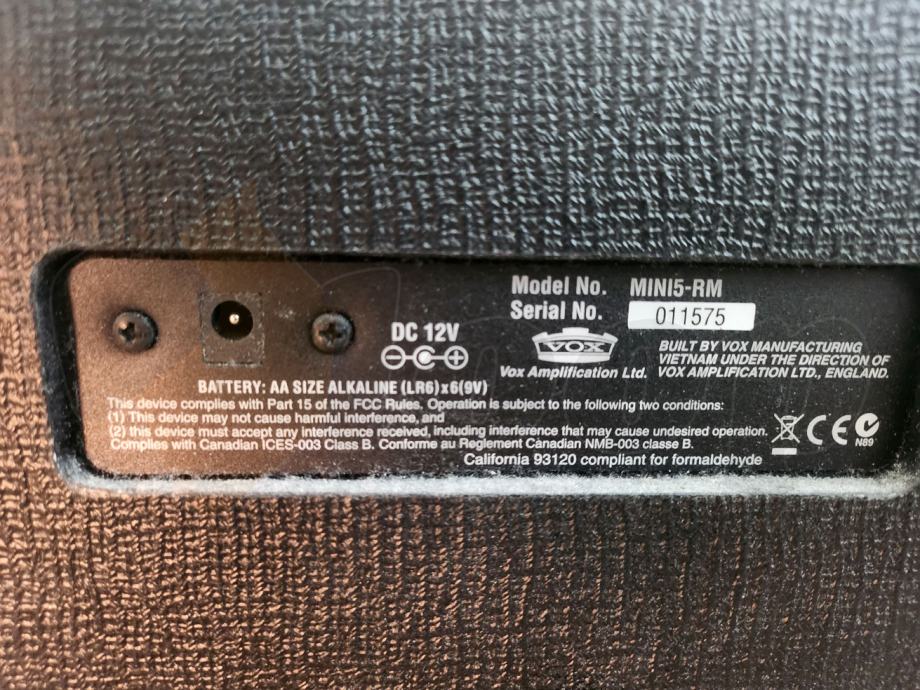 Model No. MINI5-RM
Serial No. 011575
DC 12V
VOX
Vox Amplification Ltd.
BUILT BY VOX MANUFACTURING
VIETNAM UNDER THE DIRECTION OF
VOX AMPLIFICATION LTD., ENGLAND.
BATTERY: AA SIZE ALKALINE (LR6)x6(9V)
This device complies with Part 15 of the FCC Rules. Operation is subject to the following two conditions:
(1) This device may not cause harmful interference, and
(2) this device must accept any interference received, including interference that may cause undesired operation.
Complies with Canadian ICES-003 Class B. Conforme au Reglement Canadien NMB-003 classe B.
CE
N89
California 93120 compliant for formaldehyde